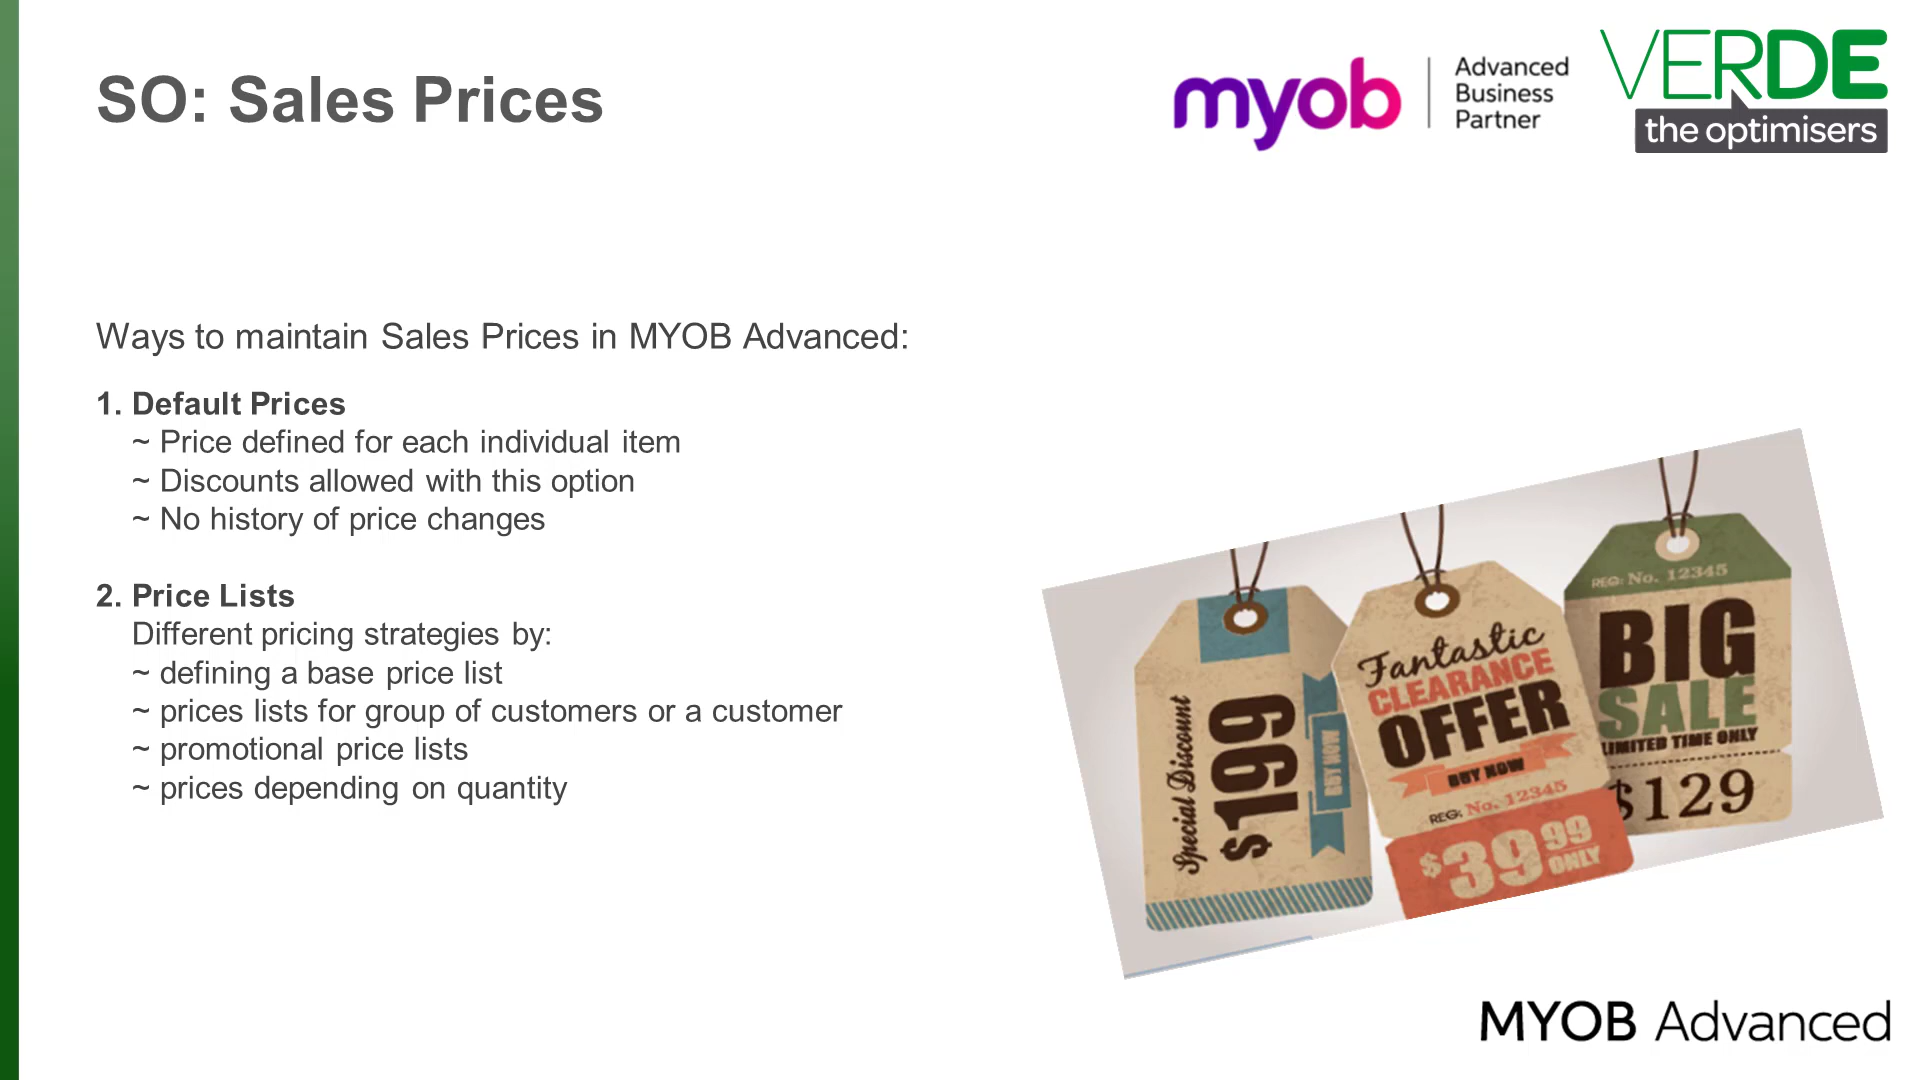 SO: Sales Prices
myob
Advanced
Business
Partner
VERDE
the optimisers
Ways to maintain Sales Prices in MYOB Advanced:
1. Default Prices
~ Price defined for each individual item
~ Discounts allowed with this option
~ No history of price changes
2. Price Lists
Different pricing strategies by:
~ defining a base price list
~ prices lists for group of customers or a customer
~ promotional price lists
~ prices depending on quantity
Special Discount
$199
BUY NOW
Fantastic
CLEARANCE
OFFER
BUY NOW
REG: No. 12345
$39 99
ONLY
REG: No. 12345
BIG
SALE
LIMITED TIME ONLY
$129
MYOB Advanced